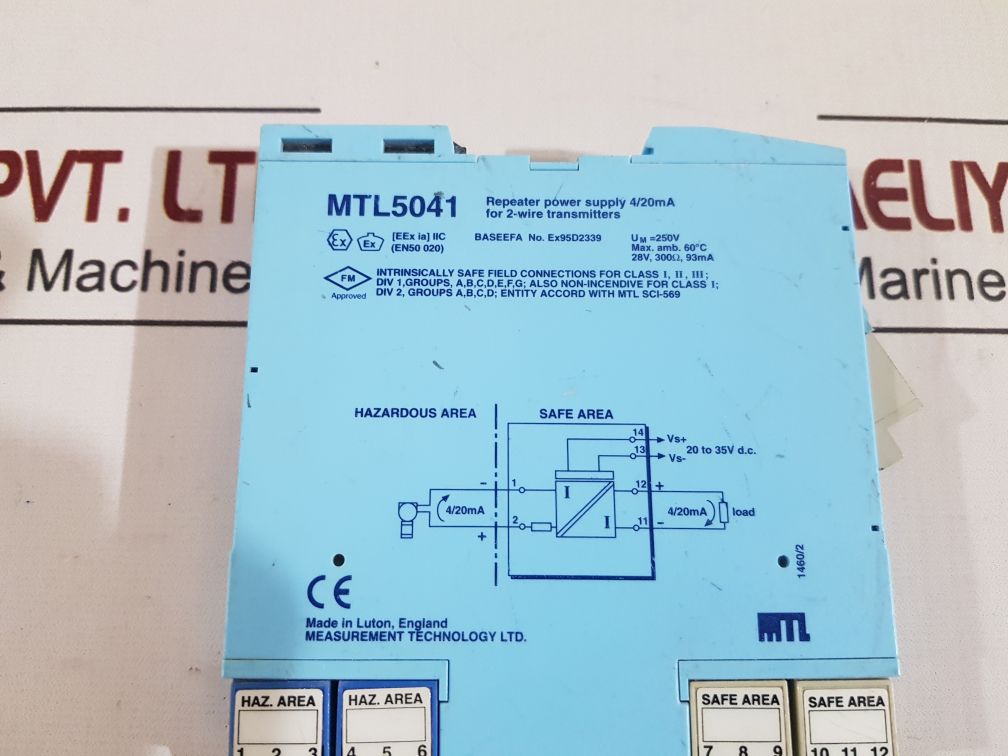 PVT. LT
& Machine
AELIY
Marine
MTL5041
Repeater power supply 4/20mA
for 2-wire transmitters
Ex
Ex
[EEx ia] IIC
(EN50 020)
BASEEFA No. Ex95D2339
UM =250V
Max. amb. 60°C
28V, 300Ω, 93mA
FM
Approved
INTRINSICALLY SAFE FIELD CONNECTIONS FOR CLASS I, II, III;
DIV 1,GROUPS, A,B,C,D,E,F,G; ALSO NON-INCENDIVE FOR CLASS I;
DIV 2, GROUPS A,B,C,D; ENTITY ACCORD WITH MTL SCI-569
HAZARDOUS AREA
SAFE AREA
14
Vs+
13
Vs-
20 to 35V d.c.
- 1
I
12 +
4/20mA
4/20mA
load
2
+
I
11 -
1460/2
CE
Made in Luton, England
MEASUREMENT TECHNOLOGY LTD.
MTL
HAZ. AREA
1 2 3
HAZ. AREA
4 5 6
SAFE AREA
7 8 9
SAFE AREA
10 11 12